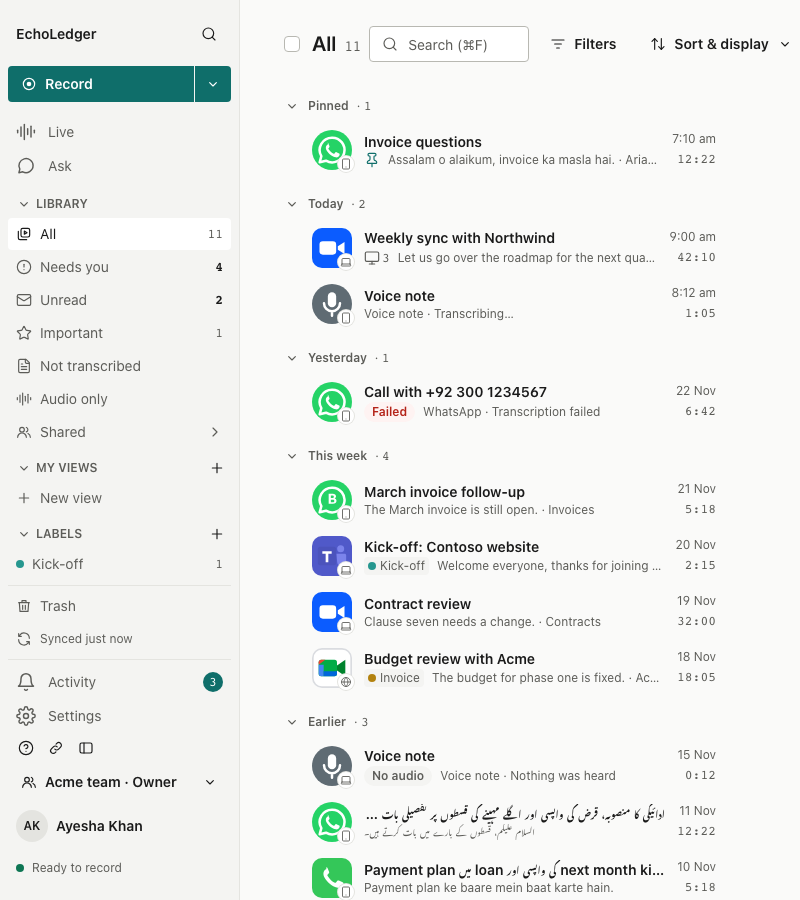 EchoLedger
Record
Live
Ask
LIBRARY
All 11
Needs you 4
Unread 2
Important 1
Not transcribed
Audio only
Shared
MY VIEWS
New view
LABELS
Kick-off 1
Trash
Synced just now
Activity 3
Settings
Acme team · Owner
AK Ayesha Khan
Ready to record
All 11 Search (⌘F) Filters Sort & display
Pinned · 1
Invoice questions 7:10 am
Assalam o alaikum, invoice ka masla hai. · Aria... 12:22
Today · 2
Weekly sync with Northwind 9:00 am
3 Let us go over the roadmap for the next qua... 42:10
Voice note 8:12 am
Voice note · Transcribing... 1:05
Yesterday · 1
Call with +92 300 1234567 22 Nov
Failed WhatsApp · Transcription failed 6:42
This week · 4
B
March invoice follow-up 21 Nov
The March invoice is still open. · Invoices 5:18
T
Kick-off: Contoso website 20 Nov
Kick-off Welcome everyone, thanks for joining ... 2:15
Contract review 19 Nov
Clause seven needs a change. · Contracts 32:00
Budget review with Acme 18 Nov
Invoice The budget for phase one is fixed. · Ac... 18:05
Earlier · 3
Voice note 15 Nov
No audio Voice note · Nothing was heard 0:12
ادائیگی کا منصوبہ، قرض کی واپسی اور اگلے مہینے کی قسطوں پر تفصیلی بات ... 11 Nov
السلام علیکم، قسطوں کے بارے میں بات کرتے ہیں۔ 12:22
Payment plan میں loan کی واپسی اور next month ki... 10 Nov
Payment plan ke baare mein baat karte hain. 5:18